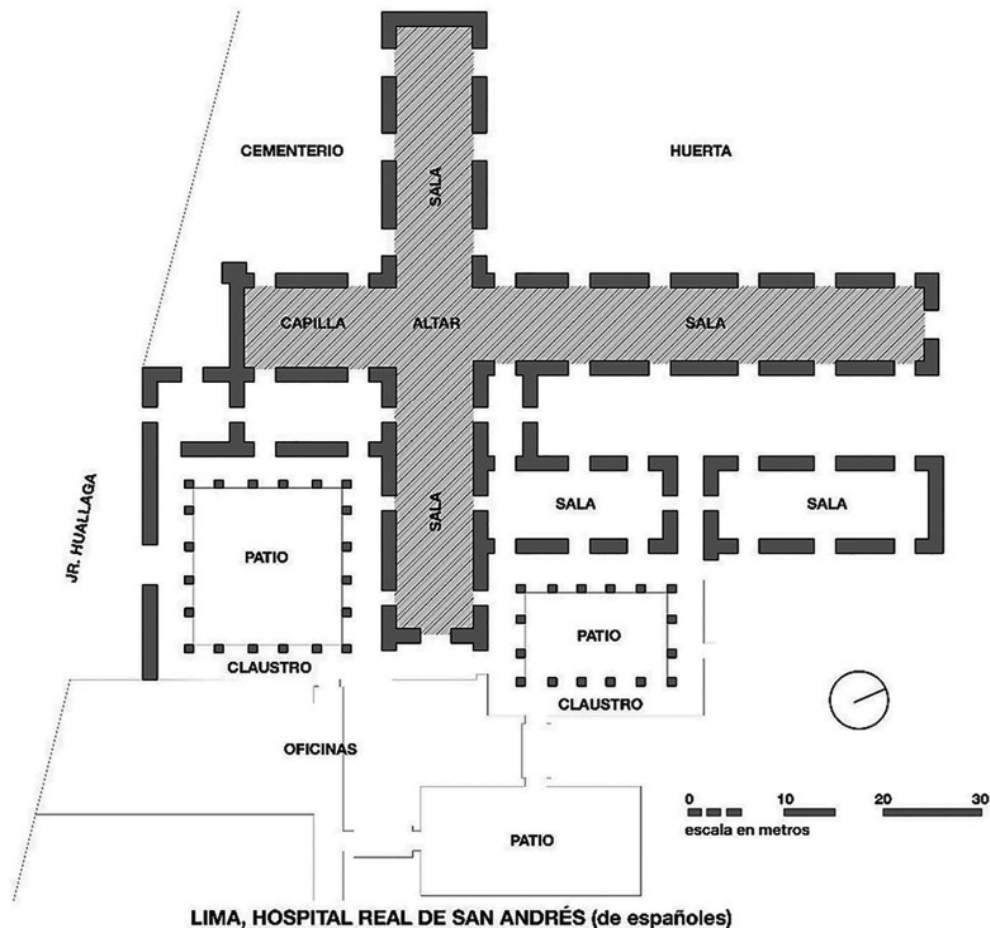 CEMENTERIO
HUERTA
SALA
CAPILLA
ALTAR
SALA
JR. HUALLAGA
SALA
SALA
SALA
PATIO
PATIO
CLAUSTRO
CLAUSTRO
OFICINAS
0 10 20 30
escala en metros
PATIO
LIMA, HOSPITAL REAL DE SAN ANDRÉS (de españoles)